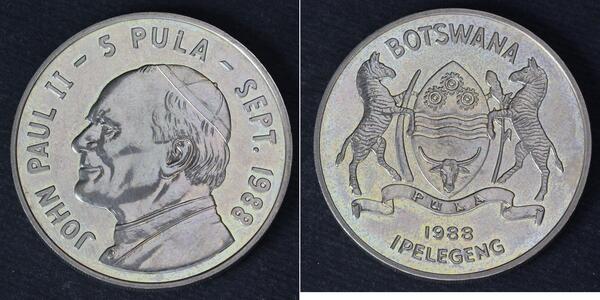 JOHN PAUL II - 5 PULA - SEPT. 1988
BOTSWANA
PULA
1988
IPELEGENG